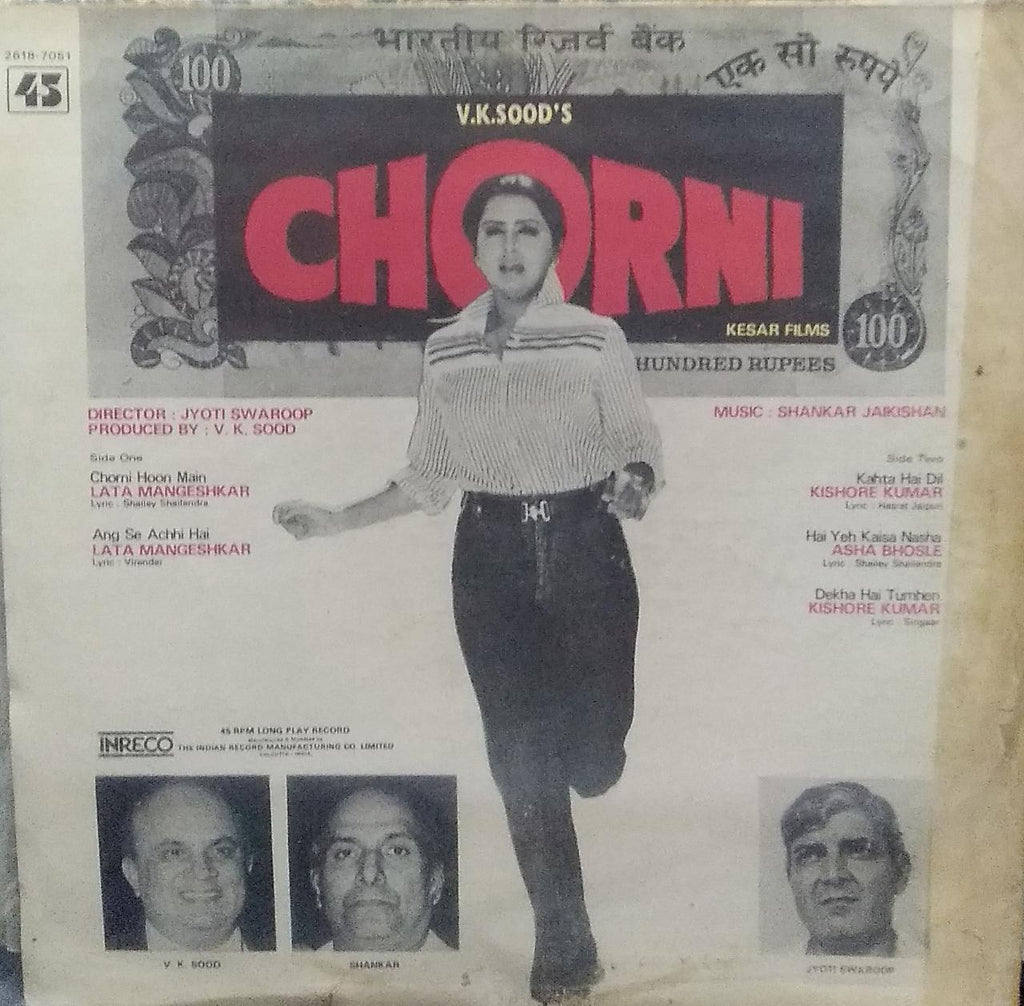 2618-7051
45
भारतीय रिज़र्व बैंक
एक सौ रुपये
100
V.K.SOOD'S
CHORNI
KESAR FILMS
100
HUNDRED RUPEES
DIRECTOR : JYOTI SWAROOP
PRODUCED BY : V. K. SOOD
MUSIC : SHANKAR JAIKISHAN
Side One
Chorni Hoon Main
LATA MANGESHKAR
Lyric : Shailey Shailendra
Ang Se Achhi Hai
LATA MANGESHKAR
Lyric : Virender
Side Two
Kahta Hai Dil
KISHORE KUMAR
Lyric : Hasrat Jaipuri
Hai Yeh Kaisa Nasha
ASHA BHOSLE
Lyric : Shailey Shailendra
Dekha Hai Tumhen
KISHORE KUMAR
Lyric : Singaar
45 RPM LONG PLAY RECORD
INRECO
THE INDIAN RECORD MANUFACTURING CO. LIMITED
V. K. SOOD
SHANKAR
JYOTI SWAROOP